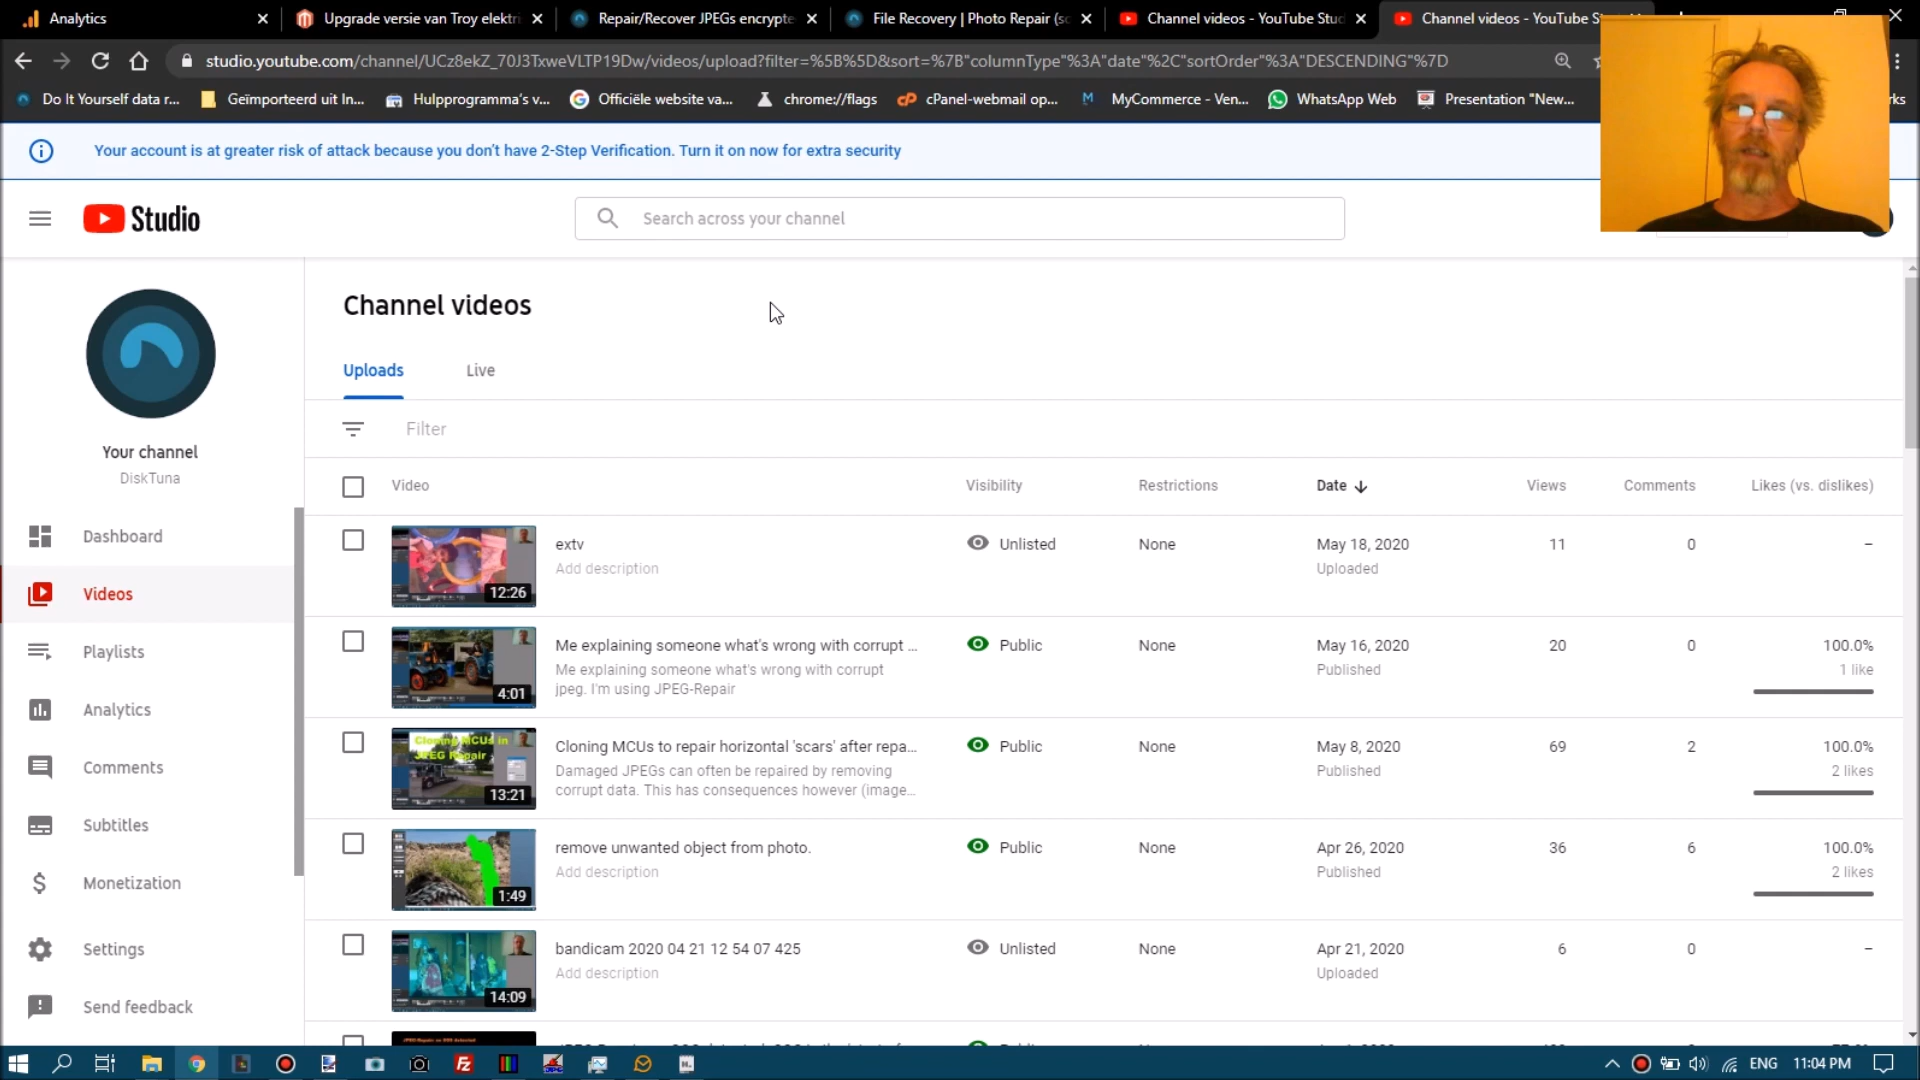 Analytics
Upgrade versie van Troy elektri
Repair/Recover JPEGs encrypte
File Recovery | Photo Repair (so
Channel videos - YouTube Stud
Channel videos - YouTube S
studio.youtube.com/channel/UCz8ekZ_70J3TxweVLTP19Dw/videos/upload?filter=%5B%5D&sort=%7B"columnType"%3A"date"%2C"sortOrder"%3A"DESCENDING"%7D
Do It Yourself data r...
Geïmporteerd uit In...
Hulpprogramma's v...
Officiële website va...
chrome://flags
cPanel-webmail op...
MyCommerce - Ven...
WhatsApp Web
Presentation "New...
rks
Your account is at greater risk of attack because you don't have 2-Step Verification. Turn it on now for extra security
Studio
Search across your channel
Your channel
DiskTuna
Dashboard
Videos
Playlists
Analytics
Comments
Subtitles
Monetization
Settings
Send feedback
Channel videos
Uploads Live
Filter
Video Visibility Restrictions Date Views Comments Likes (vs. dislikes)
extv Unlisted None May 18, 2020 11 0 –
Add description Uploaded
12:26
Me explaining someone what's wrong with corrupt ... Public None May 16, 2020 20 0 100.0%
Me explaining someone what's wrong with corrupt Published 1 like
jpeg. I'm using JPEG-Repair
4:01
Cloning MCUs in
JPEG Repair
Cloning MCUs to repair horizontal 'scars' after repa... Public None May 8, 2020 69 2 100.0%
Damaged JPEGs can often be repaired by removing Published 2 likes
corrupt data. This has consequences however (image...
13:21
remove unwanted object from photo. Public None Apr 26, 2020 36 6 100.0%
Add description Published 2 likes
1:49
bandicam 2020 04 21 12 54 07 425 Unlisted None Apr 21, 2020 6 0 –
Add description Uploaded
14:09
ENG 11:04 PM